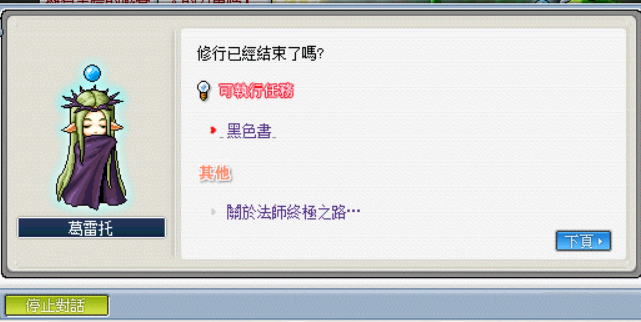 修行已經結束了嗎?
可執行任務
黑色書
其他
關於法師終極之路…
葛雷托
下頁
停止對話